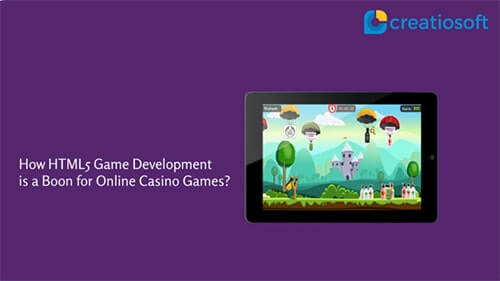 creatiosoft
How HTML5 Game Development
is a Boon for Online Casino Games?